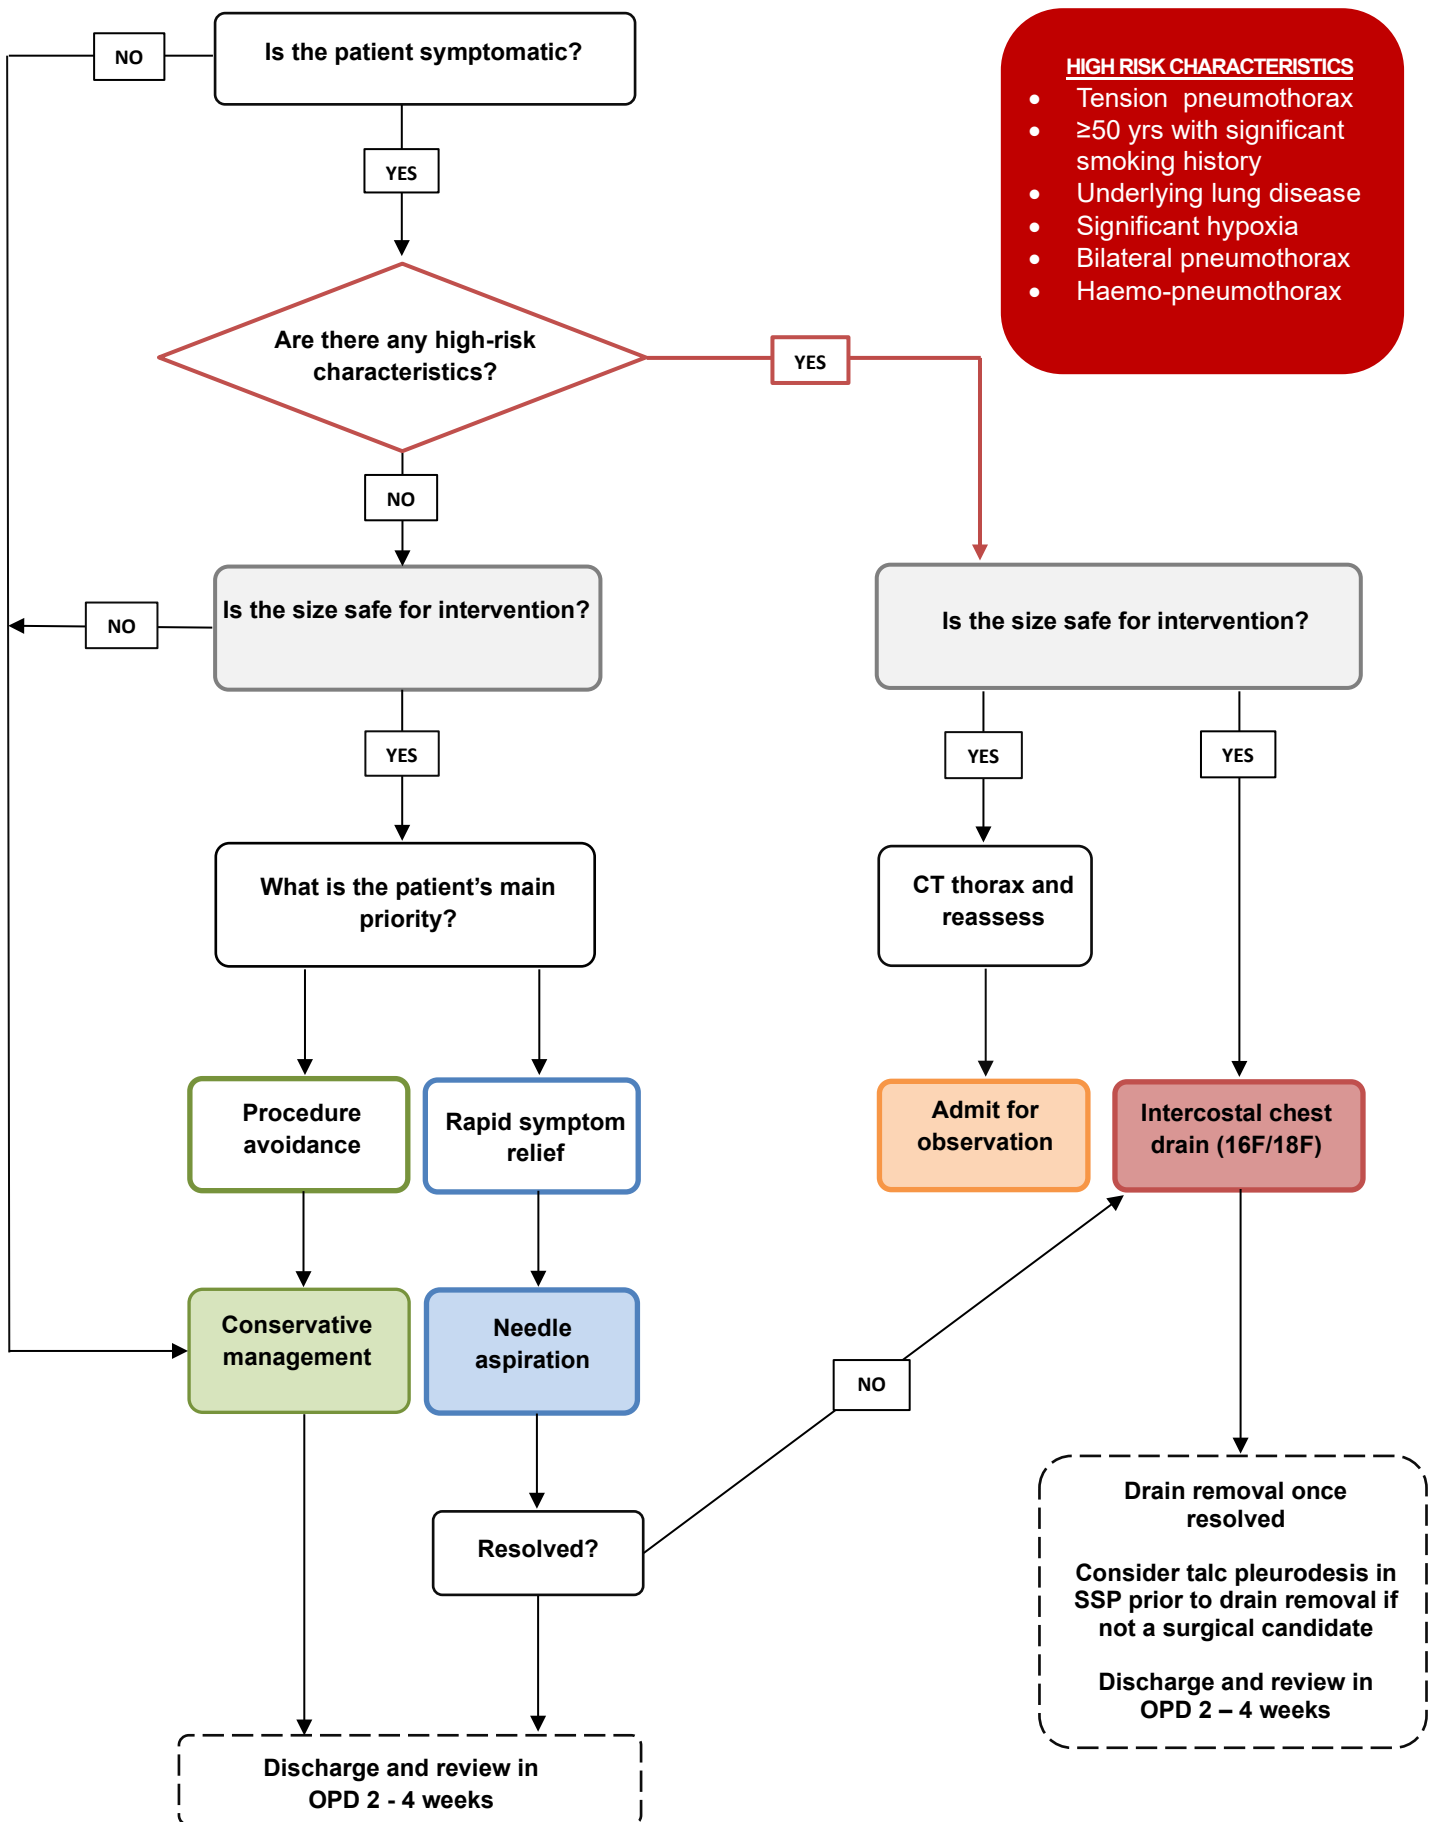 Is the patient symptomatic?
NO
HIGH RISK CHARACTERISTICS
• Tension pneumothorax
• ≥50 yrs with significant
smoking history
• Underlying lung disease
• Significant hypoxia
• Bilateral pneumothorax
• Haemo-pneumothorax
YES
Are there any high-risk
characteristics?
YES
NO
Is the size safe for intervention?
NO
Is the size safe for intervention?
YES
YES
YES
What is the patient’s main
priority?
CT thorax and
reassess
Procedure
avoidance
Rapid symptom
relief
Admit for
observation
Intercostal chest
drain (16F/18F)
Conservative
management
Needle
aspiration
NO
Resolved?
Drain removal once
resolved
Consider talc pleurodesis in
SSP prior to drain removal if
not a surgical candidate
Discharge and review in
OPD 2 – 4 weeks
Discharge and review in
OPD 2 - 4 weeks